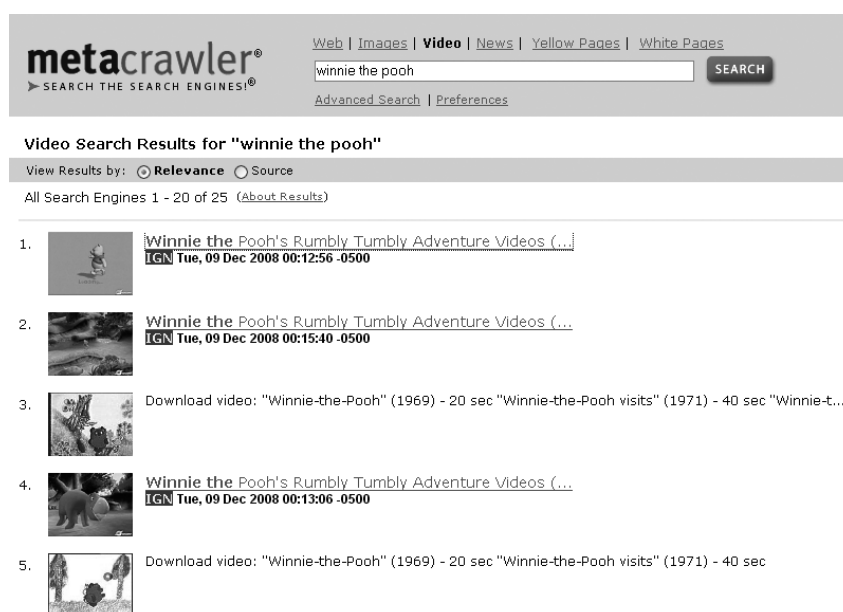 Web | Images | Video | News | Yellow Pages | White Pages
metacrawler®
SEARCH THE SEARCH ENGINES!®
winnie the pooh
SEARCH
Advanced Search | Preferences
Video Search Results for "winnie the pooh"
View Results by: Relevance Source
All Search Engines 1 - 20 of 25 (About Results)
1.
Winnie the Pooh's Rumbly Tumbly Adventure Videos (...
IGN Tue, 09 Dec 2008 00:12:56 -0500
2.
Winnie the Pooh's Rumbly Tumbly Adventure Videos (...
IGN Tue, 09 Dec 2008 00:15:40 -0500
3.
Download video: "Winnie-the-Pooh" (1969) - 20 sec "Winnie-the-Pooh visits" (1971) - 40 sec "Winnie-t...
4.
Winnie the Pooh's Rumbly Tumbly Adventure Videos (...
IGN Tue, 09 Dec 2008 00:13:06 -0500
5.
Download video: "Winnie-the-Pooh" (1969) - 20 sec "Winnie-the-Pooh visits" (1971) - 40 sec